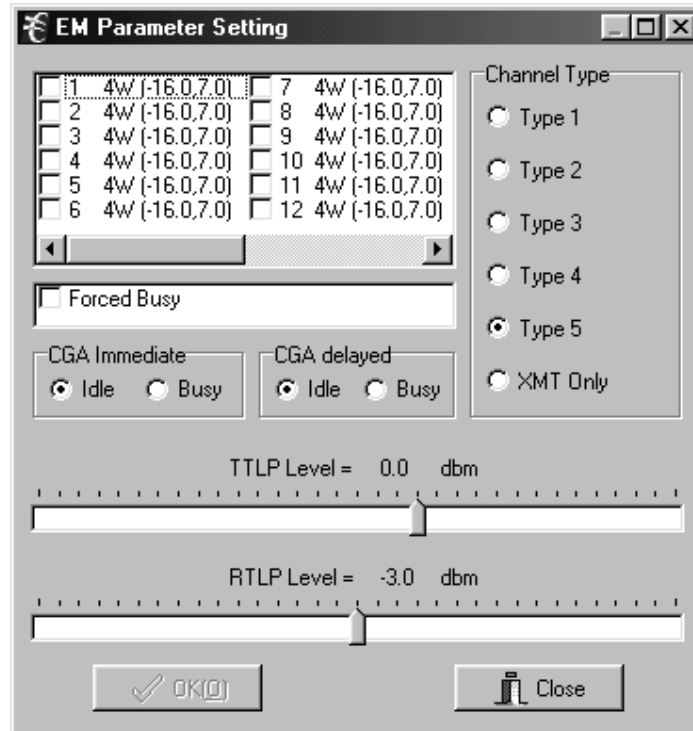 EM Parameter Setting
1 4W (-16.0,7.0) 7 4W (-16.0,7.0)
2 4W (-16.0,7.0) 8 4W (-16.0,7.0)
3 4W (-16.0,7.0) 9 4W (-16.0,7.0)
4 4W (-16.0,7.0) 10 4W (-16.0,7.0)
5 4W (-16.0,7.0) 11 4W (-16.0,7.0)
6 4W (-16.0,7.0) 12 4W (-16.0,7.0)
Forced Busy
CGA Immediate
Idle Busy
CGA delayed
Idle Busy
Channel Type
Type 1
Type 2
Type 3
Type 4
Type 5
XMT Only
TTLP Level = 0.0 dbm
RTLP Level = -3.0 dbm
OK(O)
Close